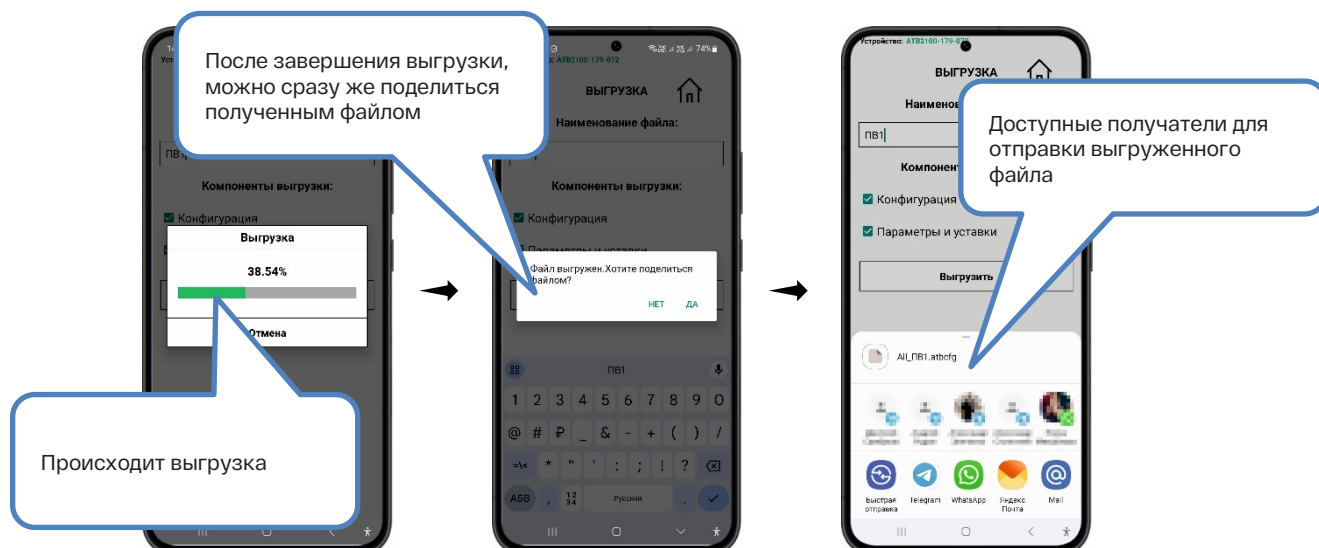 После завершения выгрузки,
можно сразу же поделиться
полученным файлом
ПВ1
Компоненты выгрузки:
Конфигурация
Выгрузка
38.54%
Отмена
Происходит выгрузка
74%
АТВ2100-179-072
ВЫГРУЗКА
Наименование файла:
Компоненты выгрузки:
Конфигурация
Параметры и уставки
Файл выгружен.Хотите поделиться
файлом?
НЕТ ДА
ПВ1
1 2 3 4 5 6 7 8 9 0
@ # ₽ _ & - + ( ) /
=\< * " ' : ; ! ?
АБВ , 12 34 Русский .
Устройство: АТВ2100-179-072
ВЫГРУЗКА
ПВ1
Конфигурация
Параметры и уставки
Выгрузить
Доступные получатели для
отправки выгруженного
файла
All_ПВ1.atbcfg
Быстрая
отправка
Telegram
WhatsApp
Яндекс
Почта
Mail